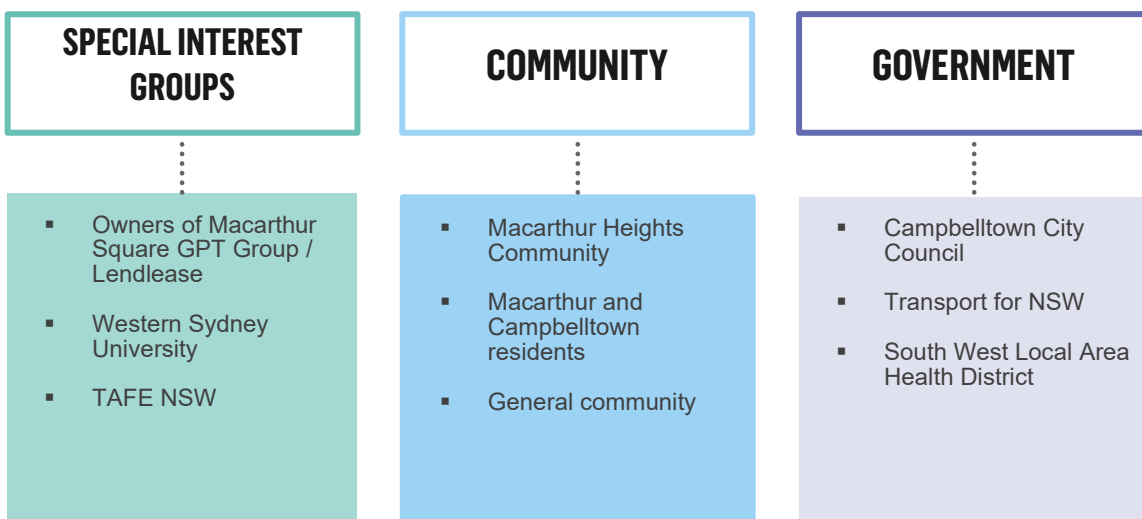 SPECIAL INTEREST
GROUPS
▪ Owners of Macarthur
Square GPT Group /
Lendlease
▪ Western Sydney
University
▪ TAFE NSW
COMMUNITY
▪ Macarthur Heights
Community
▪ Macarthur and
Campbelltown
residents
▪ General community
GOVERNMENT
▪ Campbelltown City
Council
▪ Transport for NSW
▪ South West Local Area
Health District